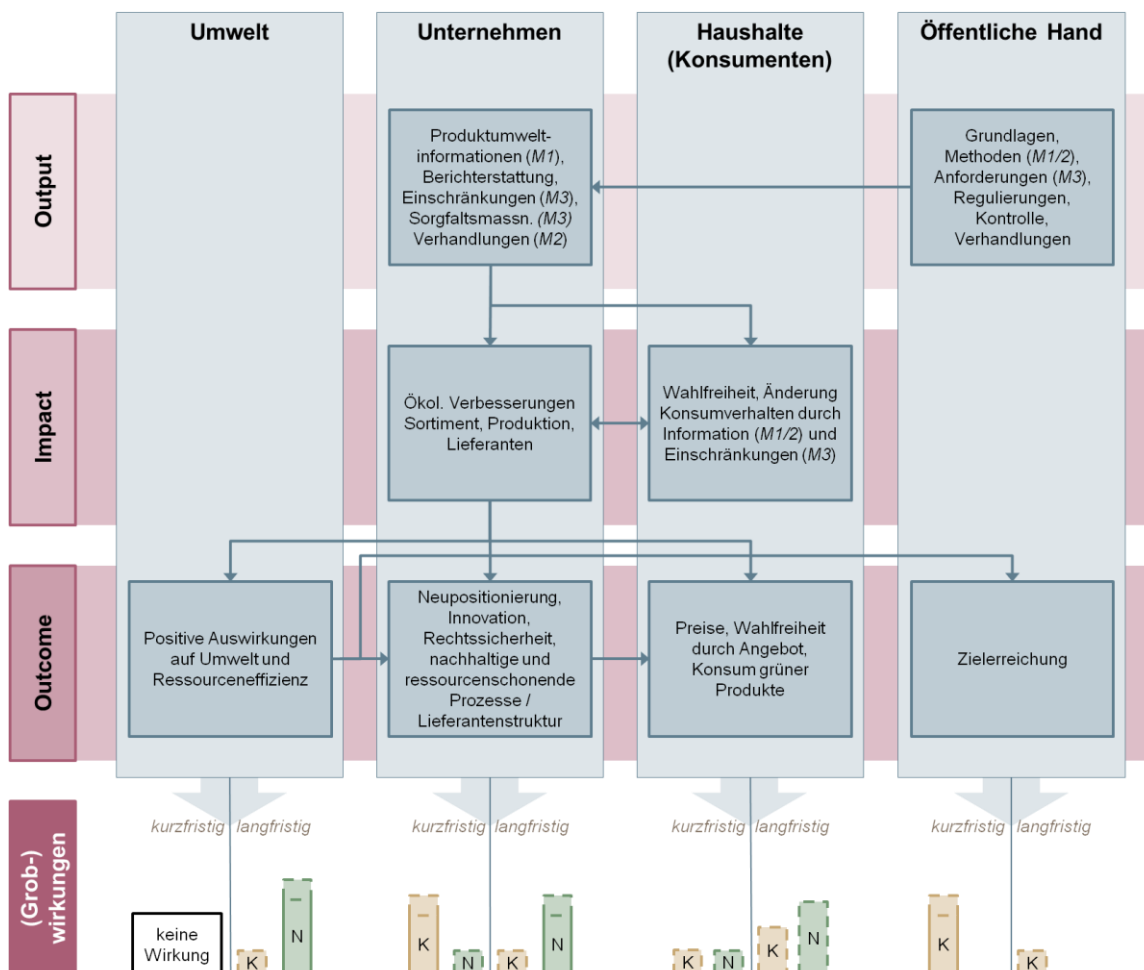 Umwelt
Unternehmen
Haushalte
(Konsumenten)
Öffentliche Hand
Output
Produktumwelt-
informationen (M1),
Berichterstattung,
Einschränkungen (M3),
Sorgfaltsmassn. (M3)
Verhandlungen (M2)
Grundlagen,
Methoden (M1/2),
Anforderungen (M3),
Regulierungen,
Kontrolle,
Verhandlungen
Impact
Ökol. Verbesserungen
Sortiment, Produktion,
Lieferanten
Wahlfreiheit, Änderung
Konsumverhalten durch
Information (M1/2) und
Einschränkungen (M3)
Outcome
Positive Auswirkungen
auf Umwelt und
Ressourceneffizienz
Neupositionierung,
Innovation,
Rechtssicherheit,
nachhaltige und
ressourcenschonende
Prozesse /
Lieferantenstruktur
Preise, Wahlfreiheit
durch Angebot,
Konsum grüner
Produkte
Zielerreichung
(Grob-)
wirkungen
kurzfristig langfristig
kurzfristig langfristig
kurzfristig langfristig
kurzfristig langfristig
keine
Wirkung
K
N
K
N
K
N
K
N
K
N
K
K